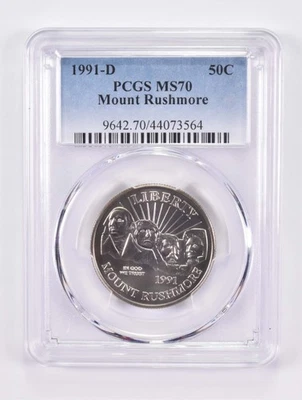 1991-D 50C
PCGS MS70
Mount Rushmore
9642.70/44073564
LIBERTY
IN GOD
WE TRUST
1991
MOUNT RUSHMORE